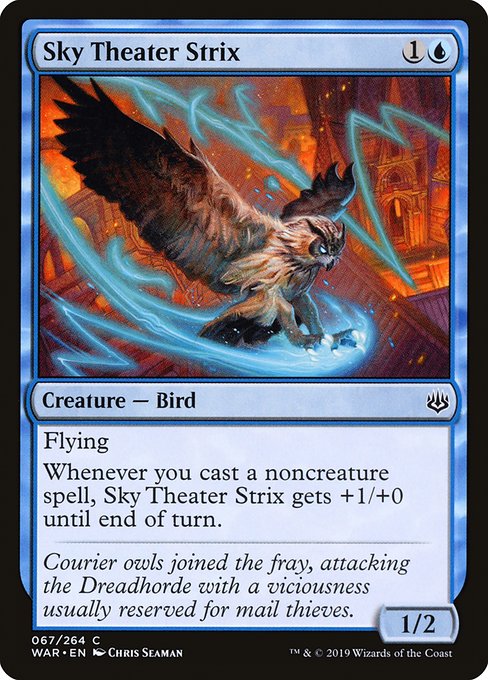 Sky Theater Strix 1
Creature — Bird
Flying
Whenever you cast a noncreature
spell, Sky Theater Strix gets +1/+0
until end of turn.
Courier owls joined the fray, attacking
the Dreadhorde with a viciousness
usually reserved for mail thieves.
1/2
067/264 C
WAR • EN Chris Seaman
™ & © 2019 Wizards of the Coast